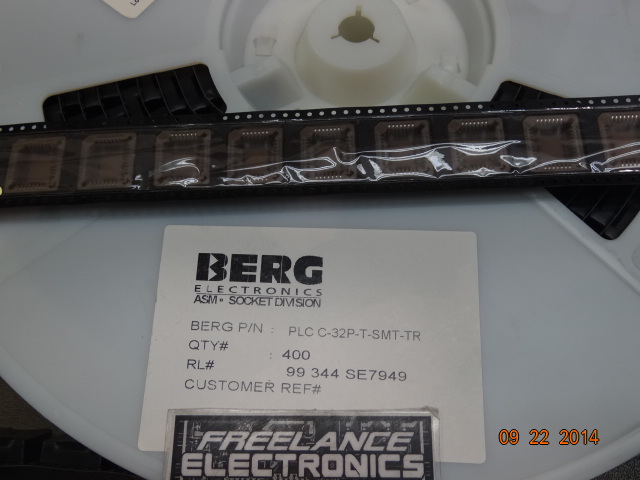 BERG
ELECTRONICS
ASM SOCKET DIVISION
BERG P/N : PLC C-32P-T-SMT-TR
QTY# : 400
RL# 99 344 SE7949
CUSTOMER REF#
FREELANCE
ELECTRONICS
09 22 2014